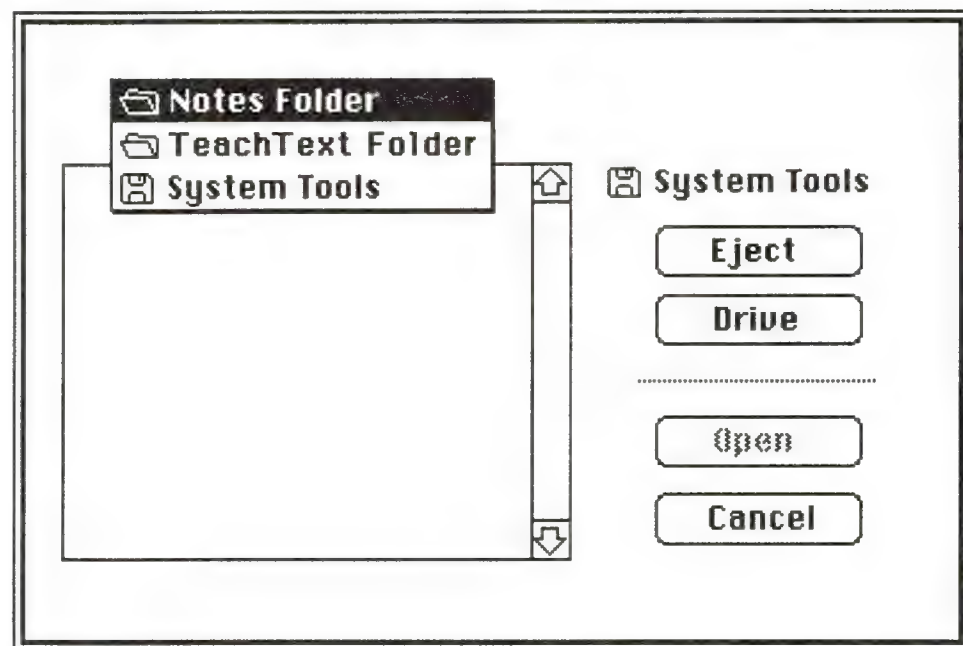 Notes Folder
TeachText Folder
System Tools
System Tools
Eject
Drive
Open
Cancel